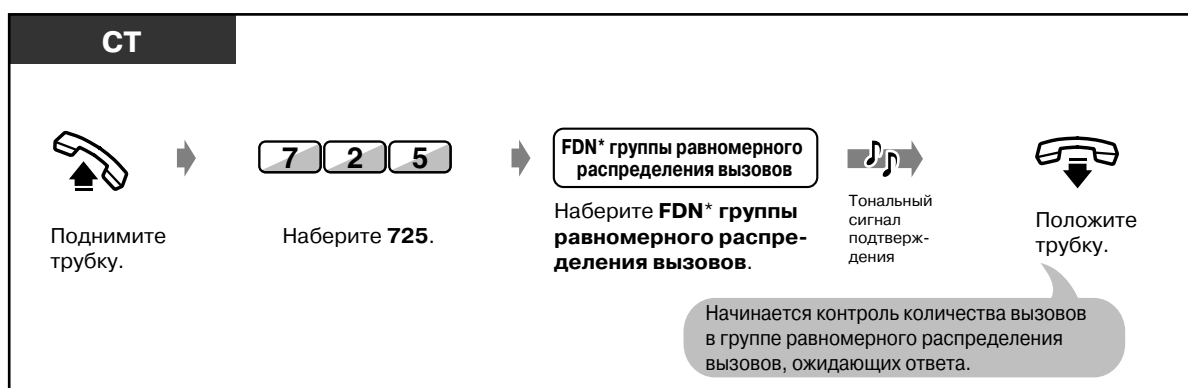 СТ
7 2 5
FDN* группы равномерного
распределения вызовов
Поднимите
трубку.
Наберите 725.
Наберите FDN* группы
равномерного распре-
деления вызовов.
Тональный
сигнал
подтверж-
дения
Положите
трубку.
Начинается контроль количества вызовов
в группе равномерного распределения
вызовов, ожидающих ответа.